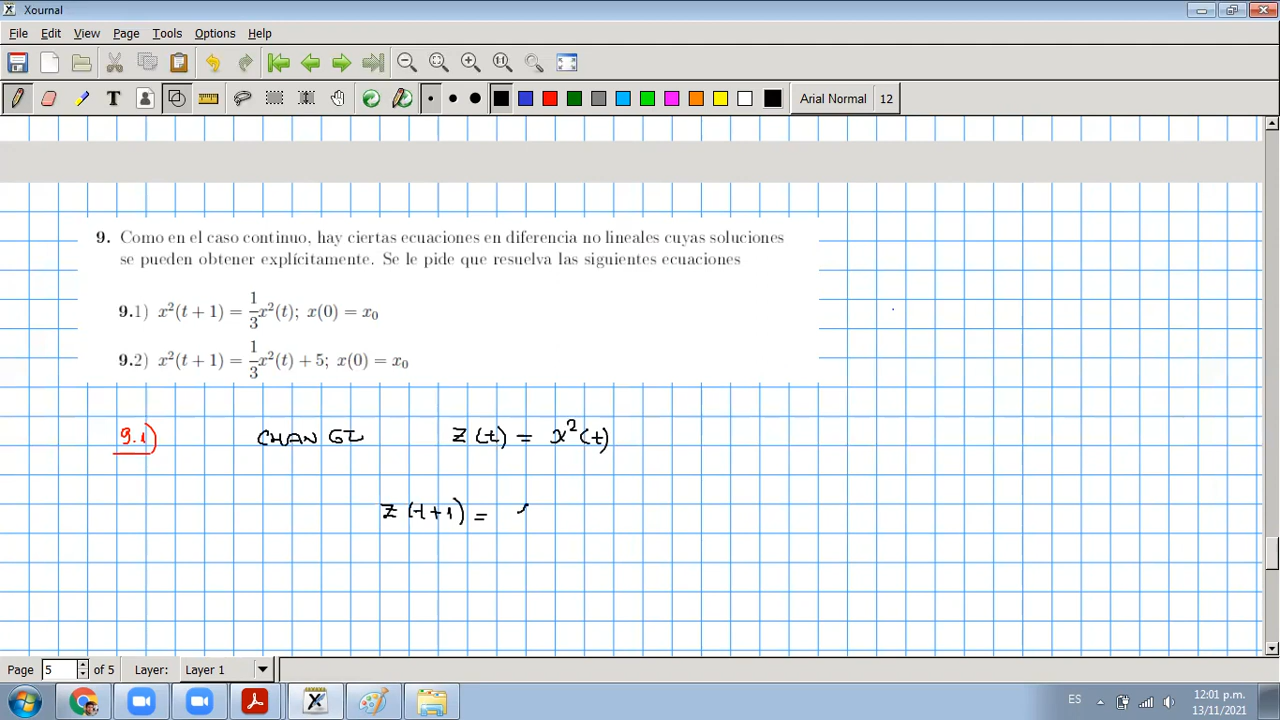 Xournal
File Edit View Page Tools Options Help
Arial Normal 12
9. Como en el caso continuo, hay ciertas ecuaciones en diferencia no lineales cuyas soluciones
se pueden obtener explícitamente. Se le pide que resuelva las siguientes ecuaciones
9.1) x²(t + 1) = 1/3 x²(t); x(0) = x₀
9.2) x²(t + 1) = 1/3 x²(t) + 5; x(0) = x₀
9.1) CHANGE z(t) = x²(t)
z(t+1) =
Page 5 of 5 Layer: Layer 1
ES 12:01 p.m.
13/11/2021